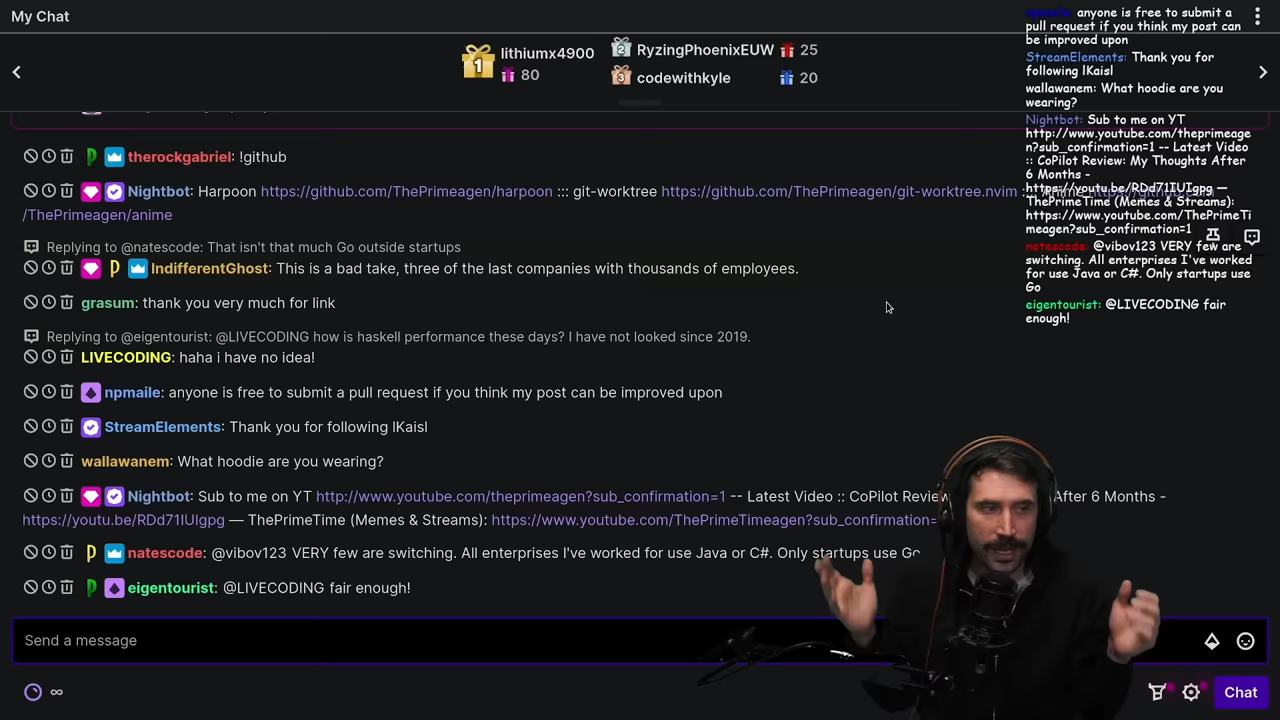 My Chat
lithiumx4900
80
RyzingPhoenixEUW 25
codewithkyle 20
therockgabriel: !github
Nightbot: Harpoon https://github.com/ThePrimeagen/harpoon ::: git-worktree https://github.com/ThePrimeagen/git-worktree.nvim
/ThePrimeagen/anime
Replying to @natescode: That isn't that much Go outside startups
IndifferentGhost: This is a bad take, three of the last companies with thousands of employees.
grasum: thank you very much for link
Replying to @eigentourist: @LIVECODING how is haskell performance these days? I have not looked since 2019.
LIVECODING: haha i have no idea!
npmaile: anyone is free to submit a pull request if you think my post can be improved upon
StreamElements: Thank you for following IKaisl
wallawanem: What hoodie are you wearing?
Nightbot: Sub to me on YT http://www.youtube.com/theprimeagen?sub_confirmation=1 -- Latest Video :: CoPilot Review After 6 Months -
https://youtu.be/RDd71IUIgpg — ThePrimeTime (Memes & Streams): https://www.youtube.com/ThePrimeTimeagen?sub_confirmation=
natescode: @vibov123 VERY few are switching. All enterprises I've worked for use Java or C#. Only startups use Go
eigentourist: @LIVECODING fair enough!
Send a message
∞
Chat
npmaile: anyone is free to submit a
pull request if you think my post can
be improved upon
StreamElements: Thank you for
following IKaisl
wallawanem: What hoodie are you
wearing?
Nightbot: Sub to me on YT
http://www.youtube.com/theprimeage
n?sub_confirmation=1 -- Latest Video
:: CoPilot Review: My Thoughts After
6 Months -
https://youtu.be/RDd71IUIgpg —
ThePrimeTime (Memes & Streams):
https://www.youtube.com/ThePrimeTi
meagen?sub_confirmation=1
natescode: @vibov123 VERY few are
switching. All enterprises I've worked
for use Java or C#. Only startups use
Go
eigentourist: @LIVECODING fair
enough!